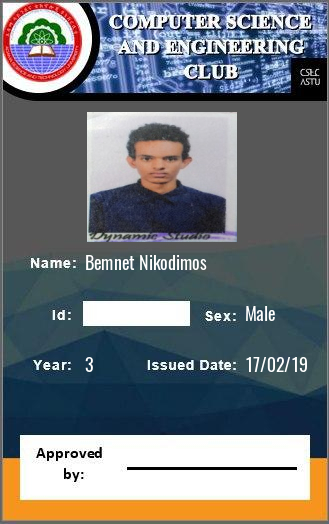 COMPUTER SCIENCE
AND ENGINEERING
CLUB
CSEC
ASTU
Dynamic Studio
Name: Bemnet Nikodimos
Id:
Sex: Male
Year: 3
Issued Date: 17/02/19
Approved
by: